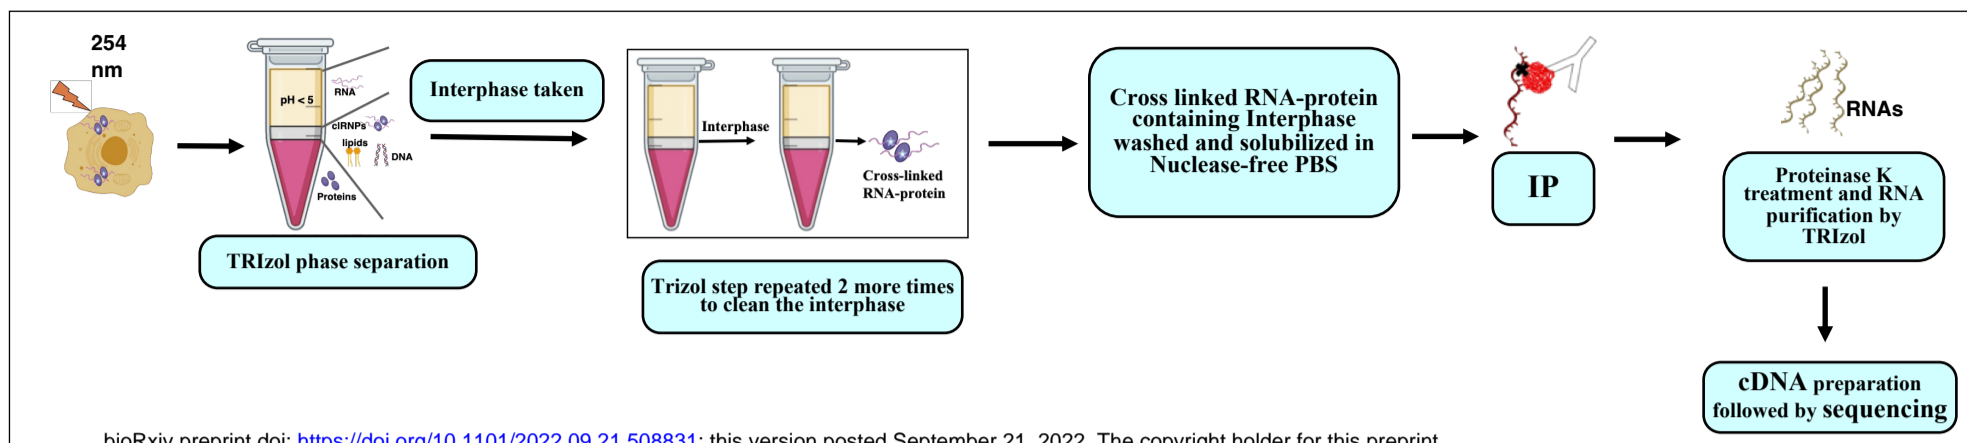 254
nm
pH < 5
RNA
clRNPs
lipids
DNA
Proteins
TRIzol phase separation
Interphase taken
Interphase
Cross-linked
RNA-protein
Trizol step repeated 2 more times
to clean the interphase
Cross linked RNA-protein
containing Interphase
washed and solubilized in
Nuclease-free PBS
IP
RNAs
Proteinase K
treatment and RNA
purification by
TRIzol
cDNA preparation
followed by sequencing
bioRxiv preprint doi: https://doi.org/10.1101/2022.09.21.508831; this version posted September 21, 2022. The copyright holder for this preprint